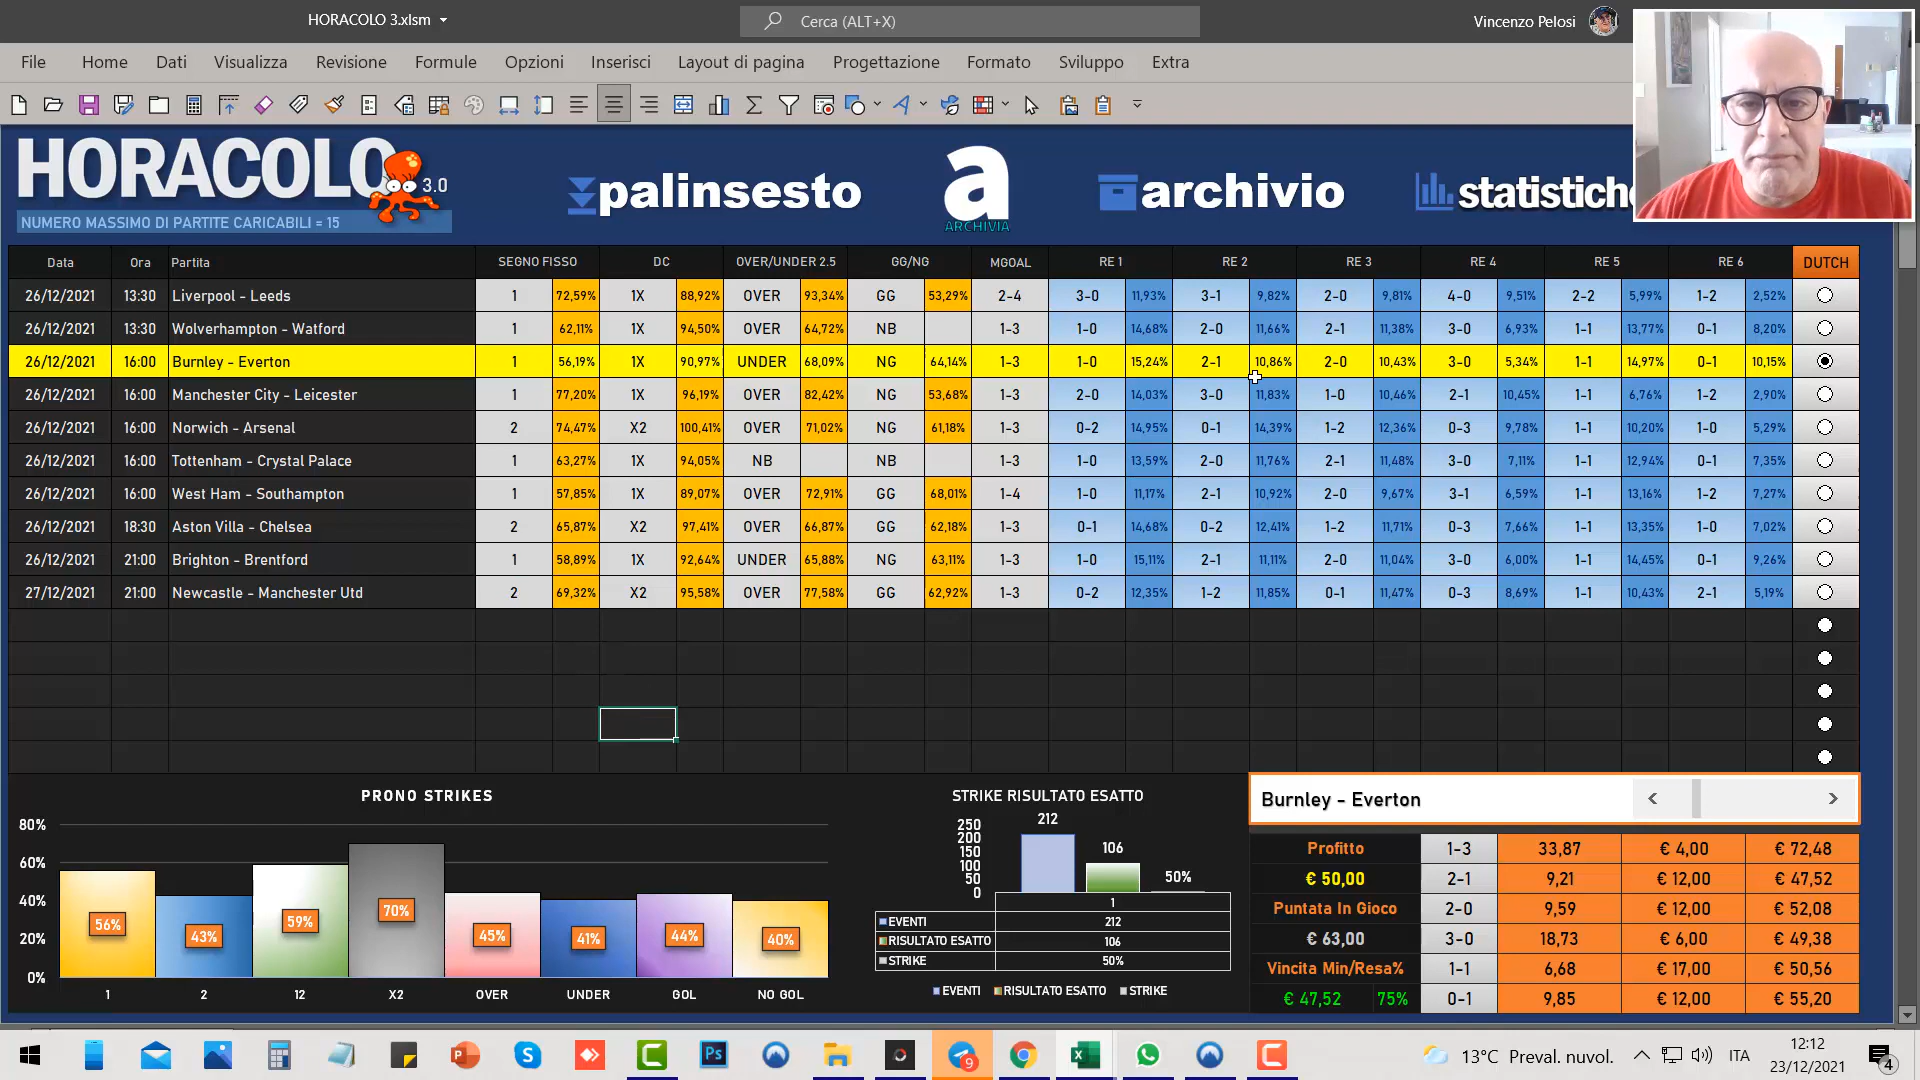 HORACOLO 3.xlsm
Cerca (ALT+X)
Vincenzo Pelosi
File Home Dati Visualizza Revisione Formule Opzioni Inserisci Layout di pagina Progettazione Formato Sviluppo Extra
HORACOLO 3.0
NUMERO MASSIMO DI PARTITE CARICABILI = 15
palinsesto
a
ARCHIVIA
archivio
statistiche
Data Ora Partita SEGNO FISSO DC OVER/UNDER 2.5 GG/NG MGOAL RE 1 RE 2 RE 3 RE 4 RE 5 RE 6 DUTCH
26/12/2021 13:30 Liverpool - Leeds 1 72,59% 1X 88,92% OVER 93,34% GG 53,29% 2-4 3-0 11,93% 3-1 9,82% 2-0 9,81% 4-0 9,51% 2-2 5,99% 1-2 2,52%
26/12/2021 13:30 Wolverhampton - Watford 1 62,11% 1X 94,50% OVER 64,72% NB 1-3 1-0 14,68% 2-0 11,66% 2-1 11,38% 3-0 6,93% 1-1 13,77% 0-1 8,20%
26/12/2021 16:00 Burnley - Everton 1 56,19% 1X 90,97% UNDER 68,09% NG 64,14% 1-3 1-0 15,24% 2-1 10,86% 2-0 10,43% 3-0 5,34% 1-1 14,97% 0-1 10,15%
26/12/2021 16:00 Manchester City - Leicester 1 77,20% 1X 96,19% OVER 82,42% NG 53,68% 1-3 2-0 14,03% 3-0 11,83% 1-0 10,46% 2-1 10,45% 1-1 6,76% 1-2 2,90%
26/12/2021 16:00 Norwich - Arsenal 2 74,47% X2 100,41% OVER 71,02% NG 61,18% 1-3 0-2 14,95% 0-1 14,39% 1-2 12,36% 0-3 9,78% 1-1 10,20% 1-0 5,29%
26/12/2021 16:00 Tottenham - Crystal Palace 1 63,27% 1X 94,05% NB NB 1-3 1-0 13,59% 2-0 11,76% 2-1 11,48% 3-0 7,11% 1-1 12,94% 0-1 7,35%
26/12/2021 16:00 West Ham - Southampton 1 57,85% 1X 89,07% OVER 72,91% GG 68,01% 1-4 1-0 11,17% 2-1 10,92% 2-0 9,67% 3-1 6,59% 1-1 13,16% 1-2 7,27%
26/12/2021 18:30 Aston Villa - Chelsea 2 65,87% X2 97,41% OVER 66,87% GG 62,18% 1-3 0-1 14,68% 0-2 12,41% 1-2 11,71% 0-3 7,66% 1-1 13,35% 1-0 7,02%
26/12/2021 21:00 Brighton - Brentford 1 58,89% 1X 92,64% UNDER 65,88% NG 63,11% 1-3 1-0 15,11% 2-1 11,11% 2-0 11,04% 3-0 6,00% 1-1 14,45% 0-1 9,26%
27/12/2021 21:00 Newcastle - Manchester Utd 2 69,32% X2 95,58% OVER 77,58% GG 62,92% 1-3 0-2 12,35% 1-2 11,85% 0-1 11,47% 0-3 8,69% 1-1 10,43% 2-1 5,19%
PRONO STRIKES
80%
60%
40%
20%
0%
56% 43% 59% 70% 45% 41% 44% 40%
1 2 12 X2 OVER UNDER GOL NO GOL
STRIKE RISULTATO ESATTO
250
200
150
100
50
0
212
106
50%
1
EVENTI 212
RISULTATO ESATTO 106
STRIKE 50%
EVENTI RISULTATO ESATTO STRIKE
Burnley - Everton
Profitto 1-3 33,87 € 4,00 € 72,48
€ 50,00 2-1 9,21 € 12,00 € 47,52
Puntata In Gioco 2-0 9,59 € 12,00 € 52,08
€ 63,00 3-0 18,73 € 6,00 € 49,38
Vincita Min/Resa% 1-1 6,68 € 17,00 € 50,56
€ 47,52 75% 0-1 9,85 € 12,00 € 55,20
9
13°C Preval. nuvol.
ITA
12:12
23/12/2021
4